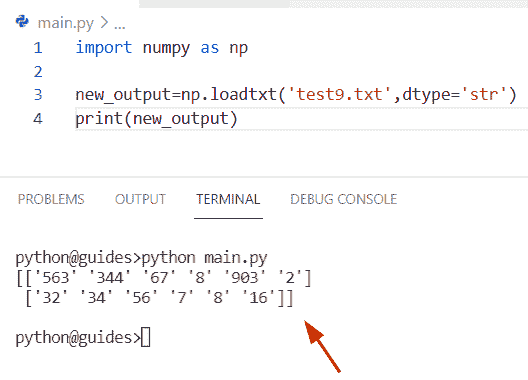 main.py > ...
1 import numpy as np
2
3 new_output=np.loadtxt('test9.txt',dtype='str')
4 print(new_output)
PROBLEMS OUTPUT TERMINAL DEBUG CONSOLE
python@guides>python main.py
[['563' '344' '67' '8' '903' '2']
 ['32' '34' '56' '7' '8' '16']]
python@guides>